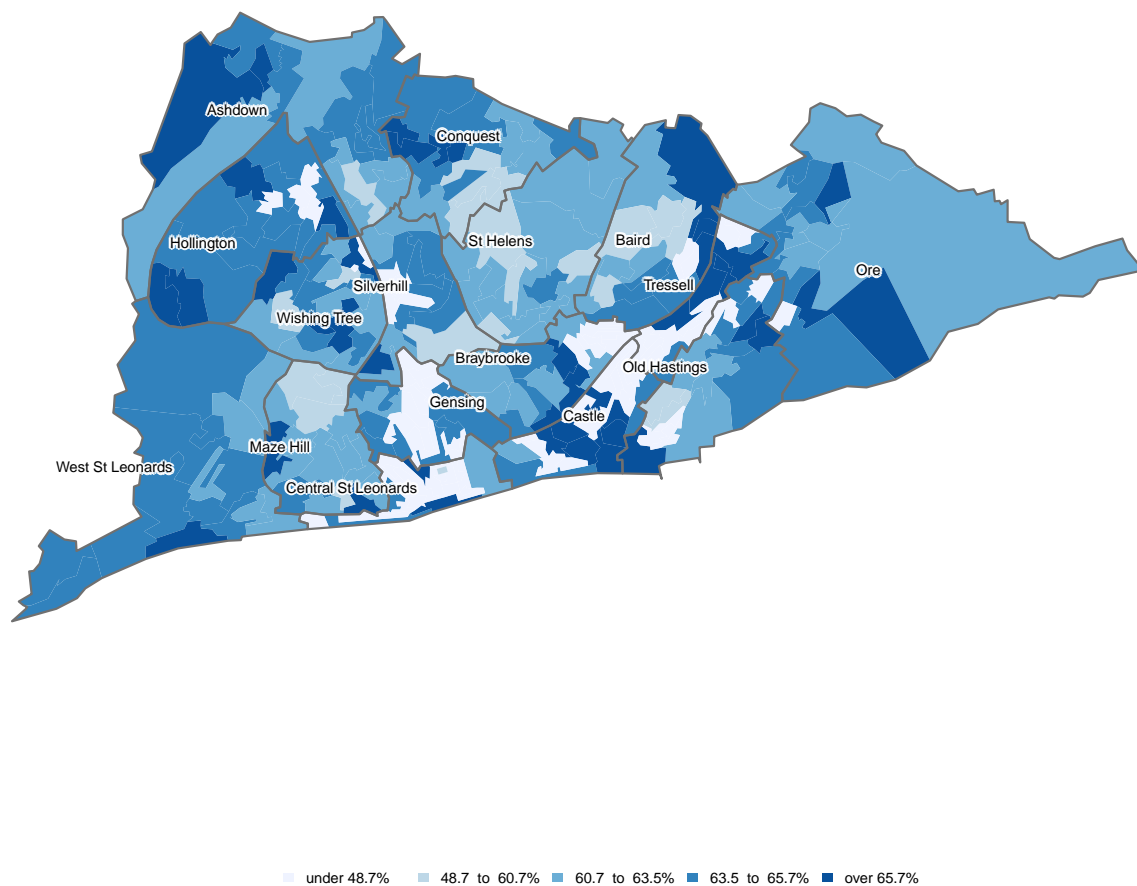 Ashdown
Conquest
Hollington
St Helens
Baird
Ore
Silverhill
Tressell
Wishing Tree
Braybrooke
Old Hastings
Gensing
Castle
Maze Hill
West St Leonards
Central St Leonards
under 48.7%
48.7 to 60.7%
60.7 to 63.5%
63.5 to 65.7%
over 65.7%